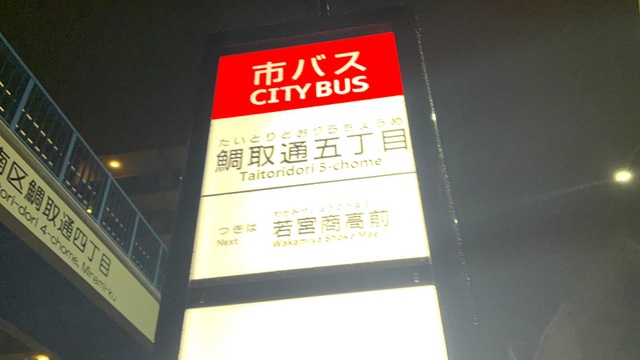 市バス
CITY BUS
たいとりどおり5ちょうめ
鯛取通五丁目
Taitoridori 5-chome
つぎは
Next
わかみやしょうこうまえ
若宮商高前
Wakamiya Shoko Mae
南区鯛取通四丁目
tori-dori 4-chome, Minami-ku